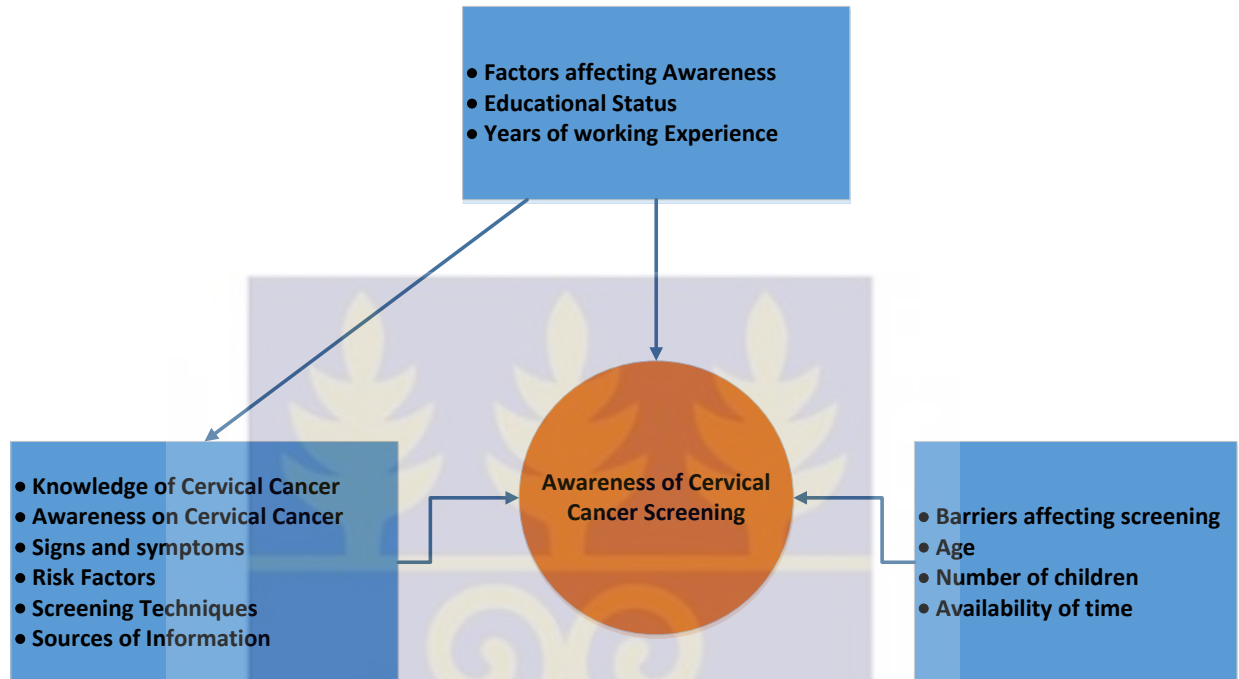 • Factors affecting Awareness
• Educational Status
• Years of working Experience
• Knowledge of Cervical Cancer
• Awareness on Cervical Cancer
• Signs and symptoms
• Risk Factors
• Screening Techniques
• Sources of Information
Awareness of Cervical
Cancer Screening
• Barriers affecting screening
• Age
• Number of children
• Availability of time